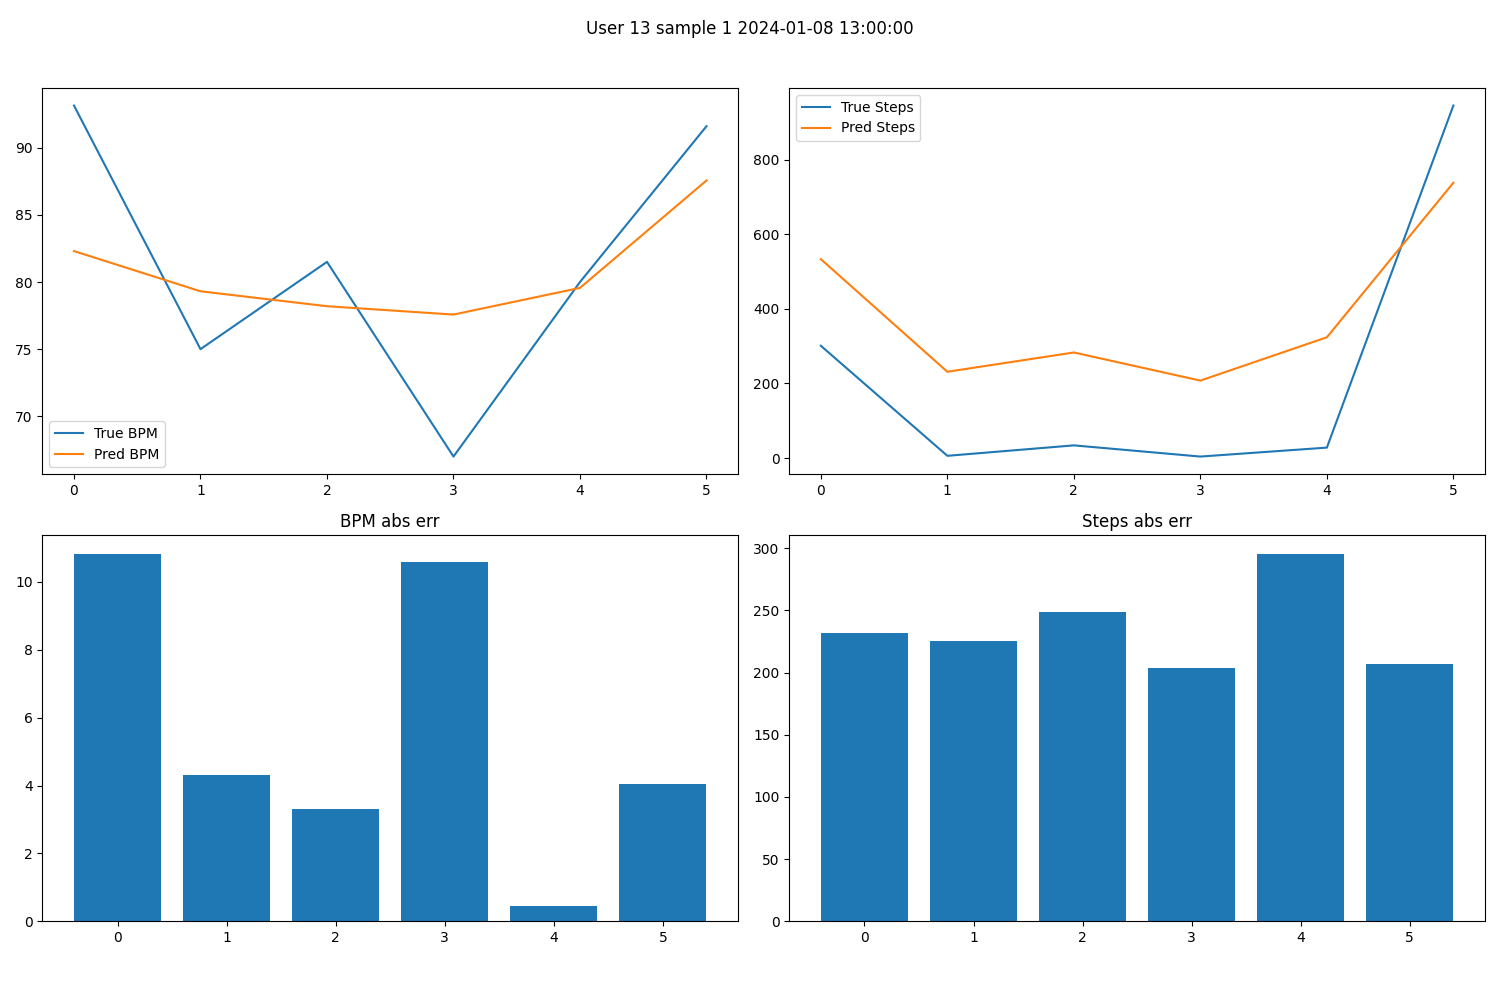 User 13 sample 1 2024-01-08 13:00:00
90
85
80
75
70
True BPM
Pred BPM
0 1 2 3 4 5
True Steps
Pred Steps
800
600
400
200
0
0 1 2 3 4 5
BPM abs err
10
8
6
4
2
0
0 1 2 3 4 5
Steps abs err
300
250
200
150
100
50
0
0 1 2 3 4 5